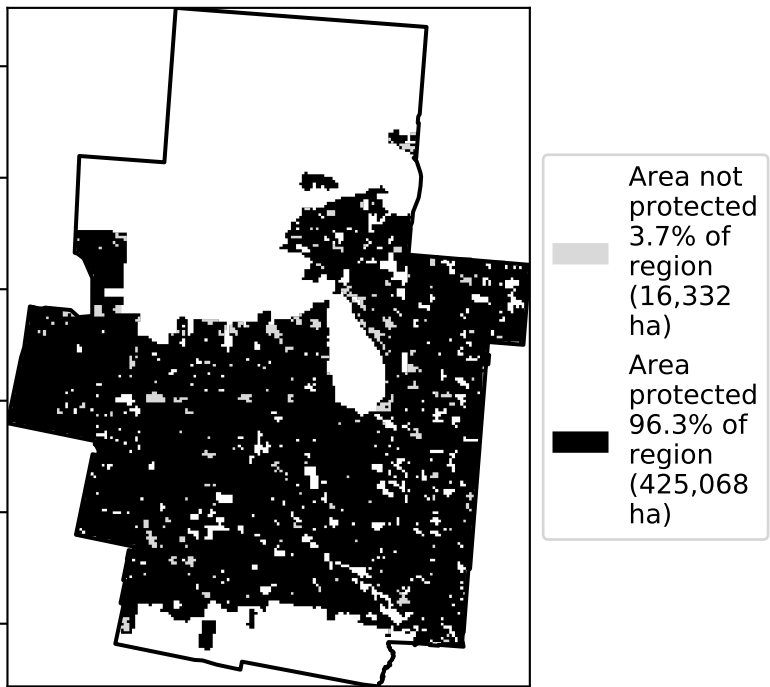 Area not
protected
3.7% of
region
(16,332
ha)
Area
protected
96.3% of
region
(425,068
ha)